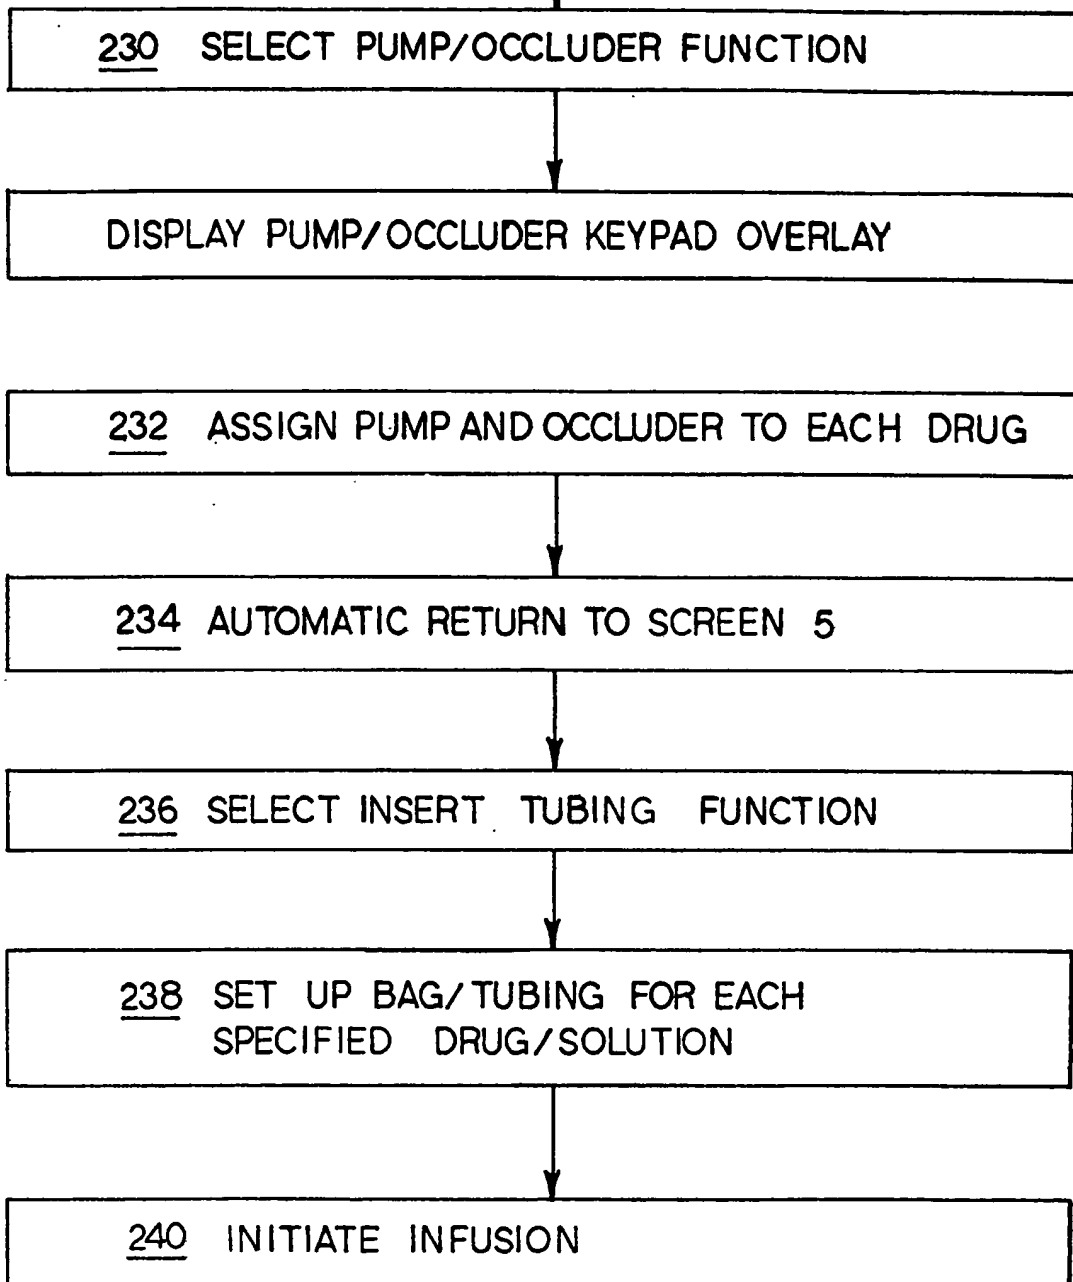 230 SELECT PUMP/OCCLUDER FUNCTION
DISPLAY PUMP/OCCLUDER KEYPAD OVERLAY
232 ASSIGN PUMP AND OCCLUDER TO EACH DRUG
234 AUTOMATIC RETURN TO SCREEN 5
236 SELECT INSERT TUBING FUNCTION
238 SET UP BAG/TUBING FOR EACH
SPECIFIED DRUG/SOLUTION
240 INITIATE INFUSION